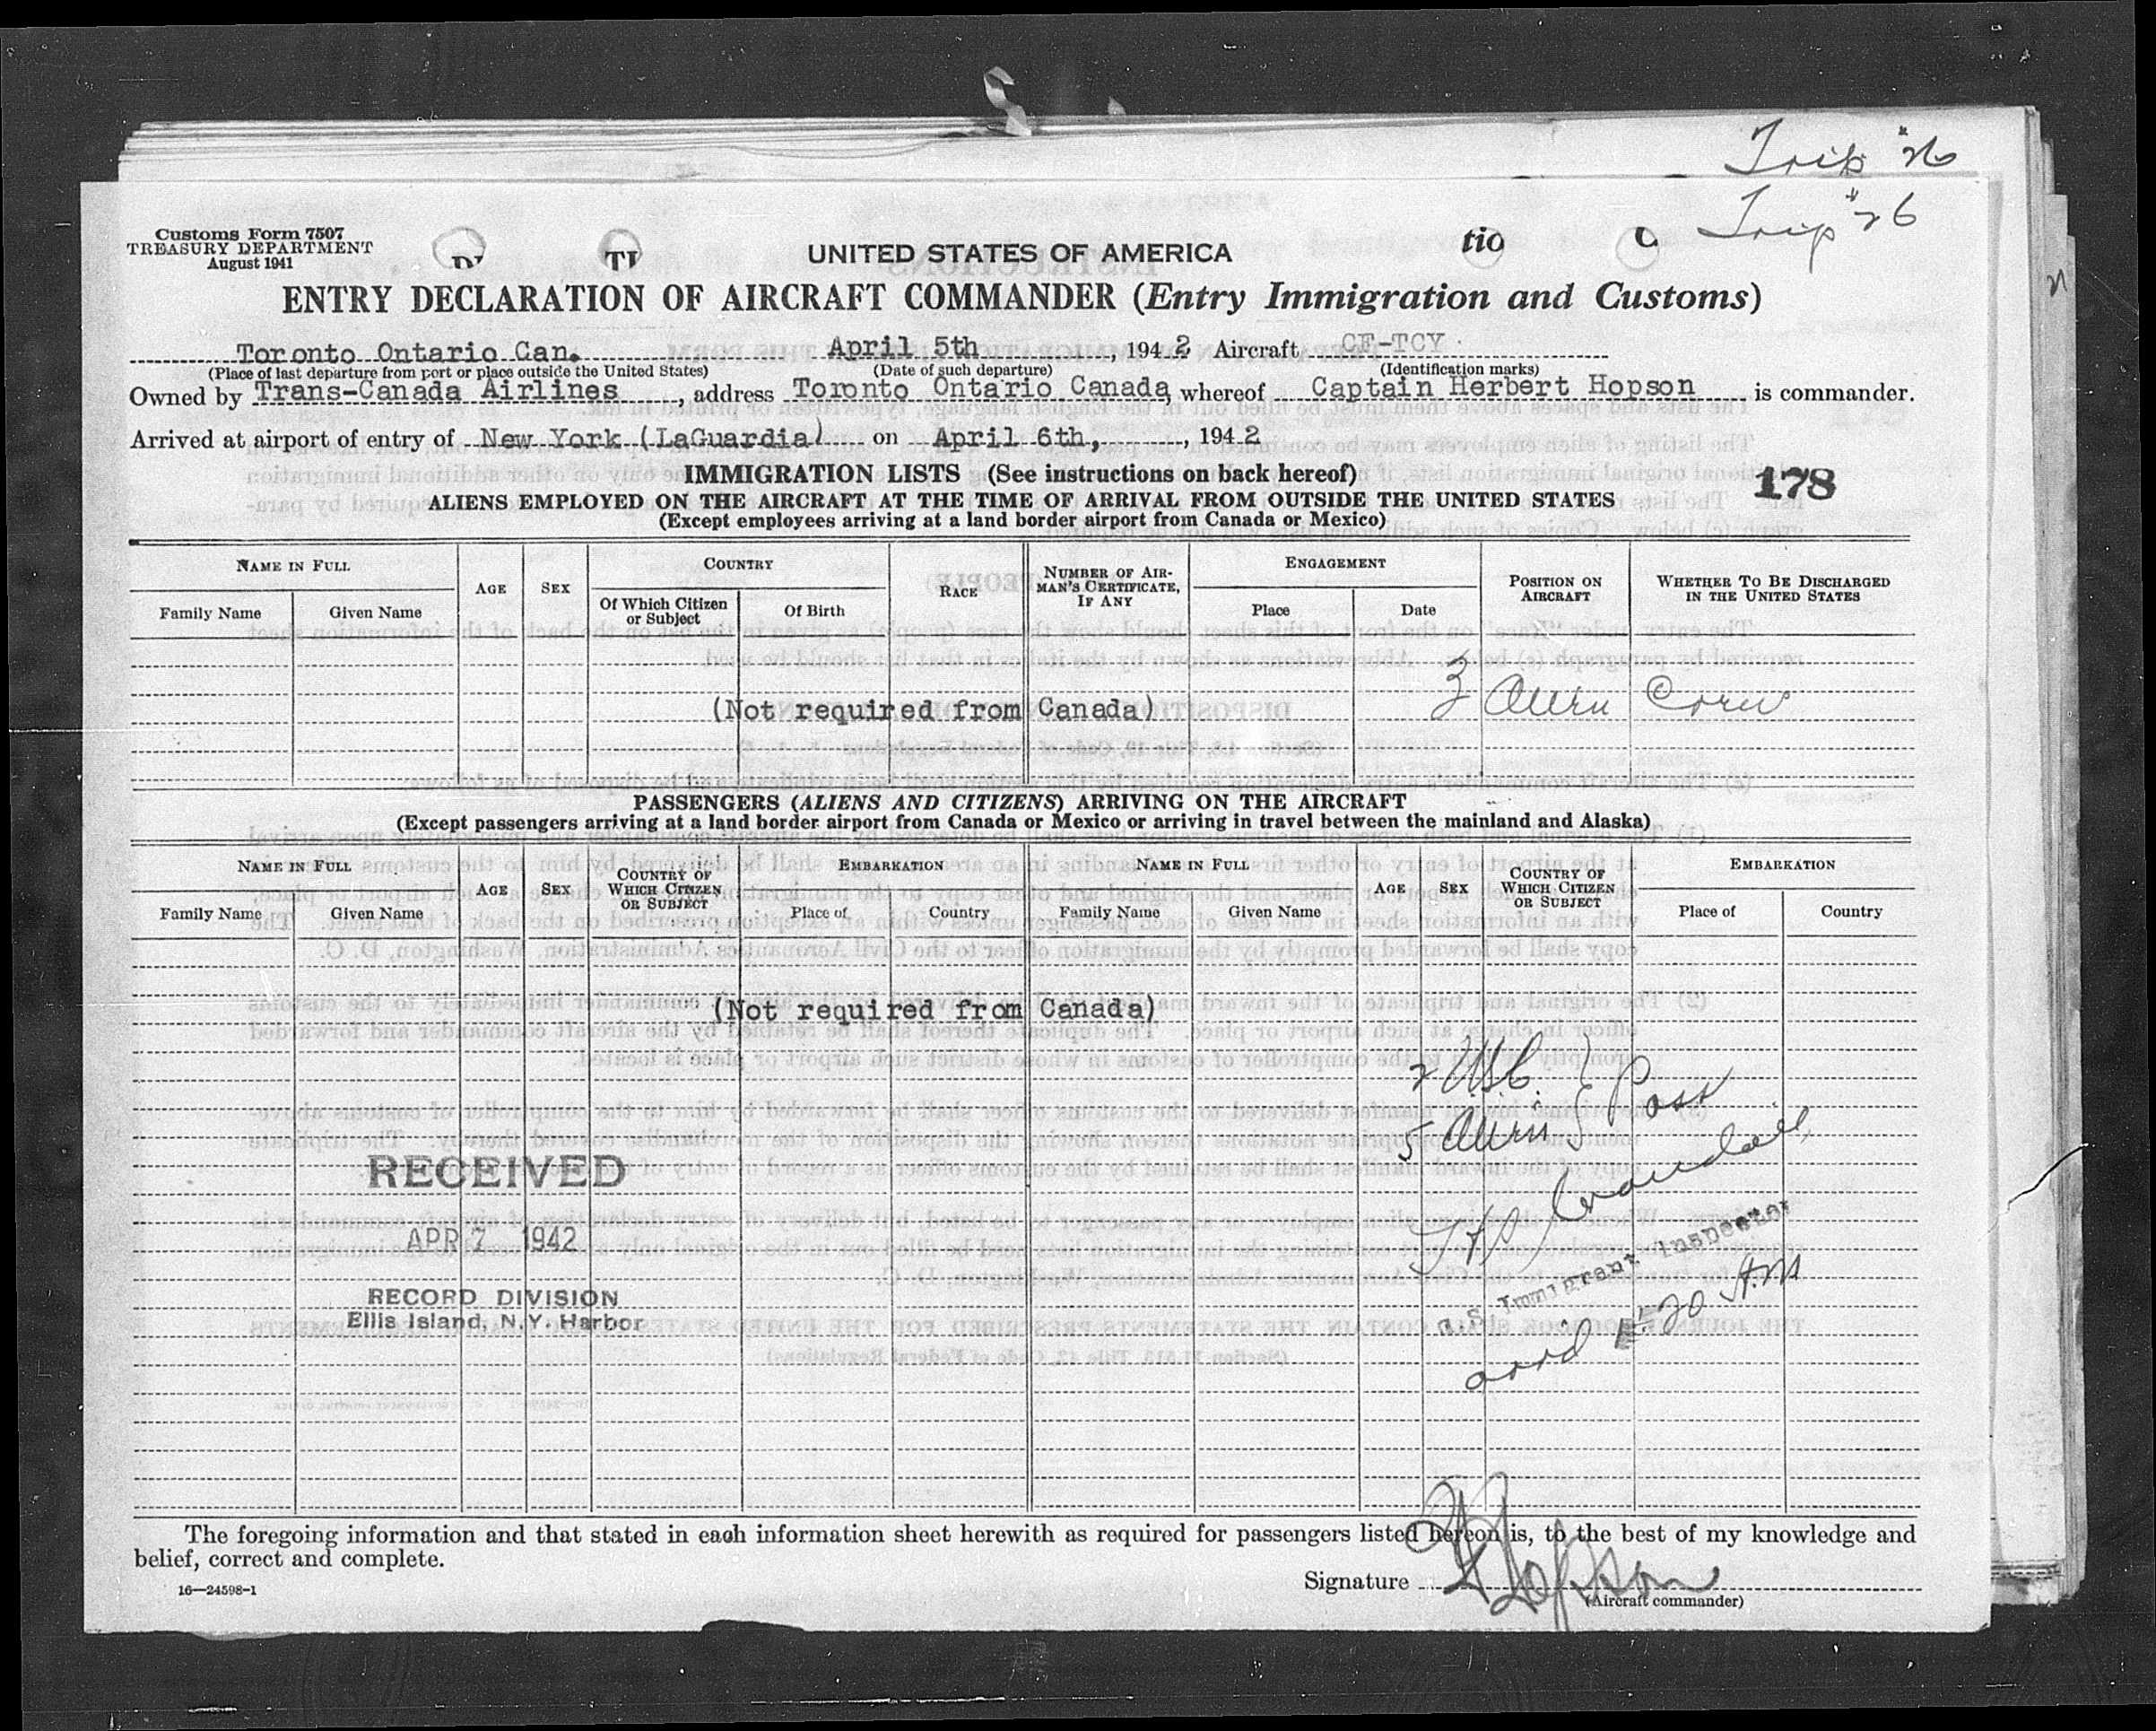 Trip #26
Trip #26
Customs Form 7507
TREASURY DEPARTMENT
August 1941
UNITED STATES OF AMERICA
ENTRY DECLARATION OF AIRCRAFT COMMANDER (Entry Immigration and Customs)
Toronto Ontario Can. April 5th, 1942 Aircraft CF-TCY
(Place of last departure from port or place outside the United States) (Date of such departure) (Identification marks)
Owned by Trans-Canada Airlines, address Toronto Ontario Canada, whereof Captain Herbert Hopson is commander.
Arrived at airport of entry of New York (LaGuardia) on April 6th, 1942
IMMIGRATION LISTS (See instructions on back hereof)
178
ALIENS EMPLOYED ON THE AIRCRAFT AT THE TIME OF ARRIVAL FROM OUTSIDE THE UNITED STATES
(Except employees arriving at a land border airport from Canada or Mexico)
NAME IN FULL
Family Name Given Name
AGE SEX
COUNTRY
Of Which Citizen or Subject
Of Birth
RACE
NUMBER OF AIR-
MAN'S CERTIFICATE,
IF ANY
ENGAGEMENT
Place Date
POSITION ON
AIRCRAFT
WHETHER TO BE DISCHARGED
IN THE UNITED STATES
(Not required from Canada)
3 Alien Crew
PASSENGERS (ALIENS AND CITIZENS) ARRIVING ON THE AIRCRAFT
(Except passengers arriving at a land border airport from Canada or Mexico or arriving in travel between the mainland and Alaska)
NAME IN FULL
Family Name Given Name
AGE SEX
COUNTRY OF
WHICH CITIZEN
OR SUBJECT
EMBARKATION
Place of Country
NAME IN FULL
Family Name Given Name
AGE SEX
COUNTRY OF
WHICH CITIZEN
OR SUBJECT
EMBARKATION
Place of Country
(Not required from Canada)
2 USC
5 Alien } Pass
Crandall
U.S. Immigrant Inspector
arrd 1:20 AM
RECEIVED
APR 7 1942
RECORD DIVISION
Ellis Island, N.Y. Harbor
The foregoing information and that stated in each information sheet herewith as required for passengers listed hereon is, to the best of my knowledge and
belief, correct and complete.
16—24598-1
Signature H Hopson
(Aircraft commander)